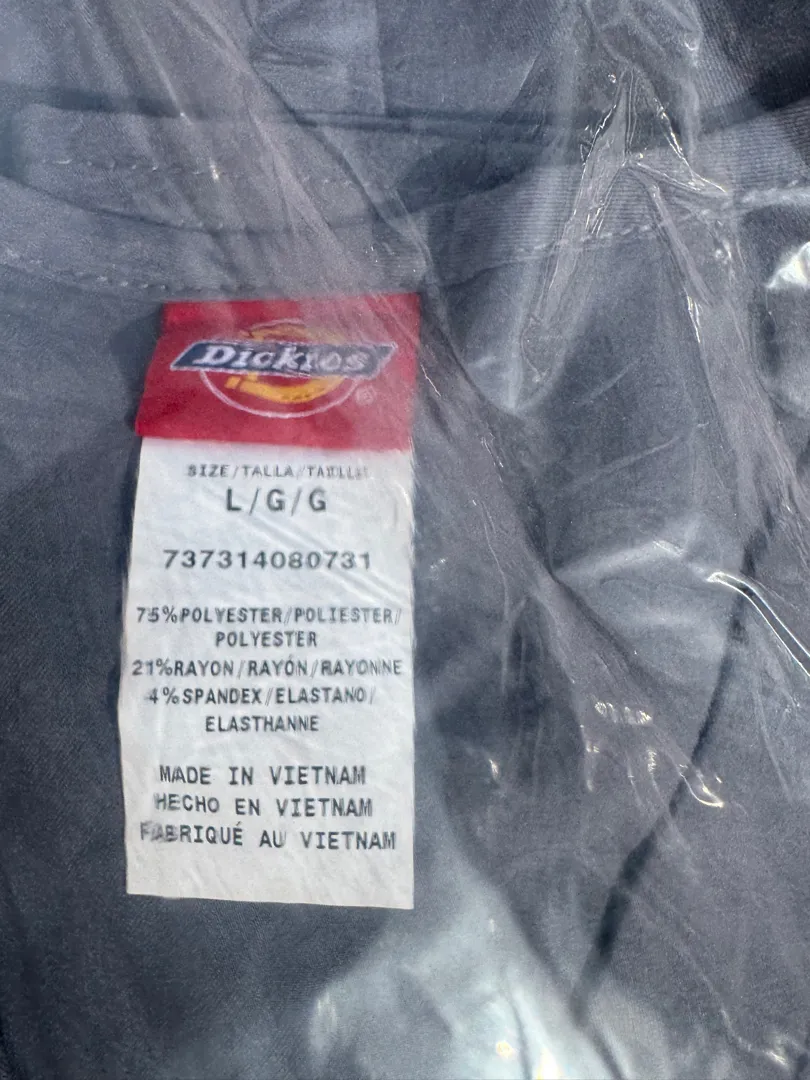 Dickies
®
SIZE/TALLA/TAILLE
L/G/G
737314080731
75%POLYESTER/POLIESTER/
POLYESTER
21%RAYON/RAYÓN/RAYONNE
4%SPANDEX/ELASTANO/
ELASTHANNE
MADE IN VIETNAM
HECHO EN VIETNAM
FABRIQUÉ AU VIETNAM